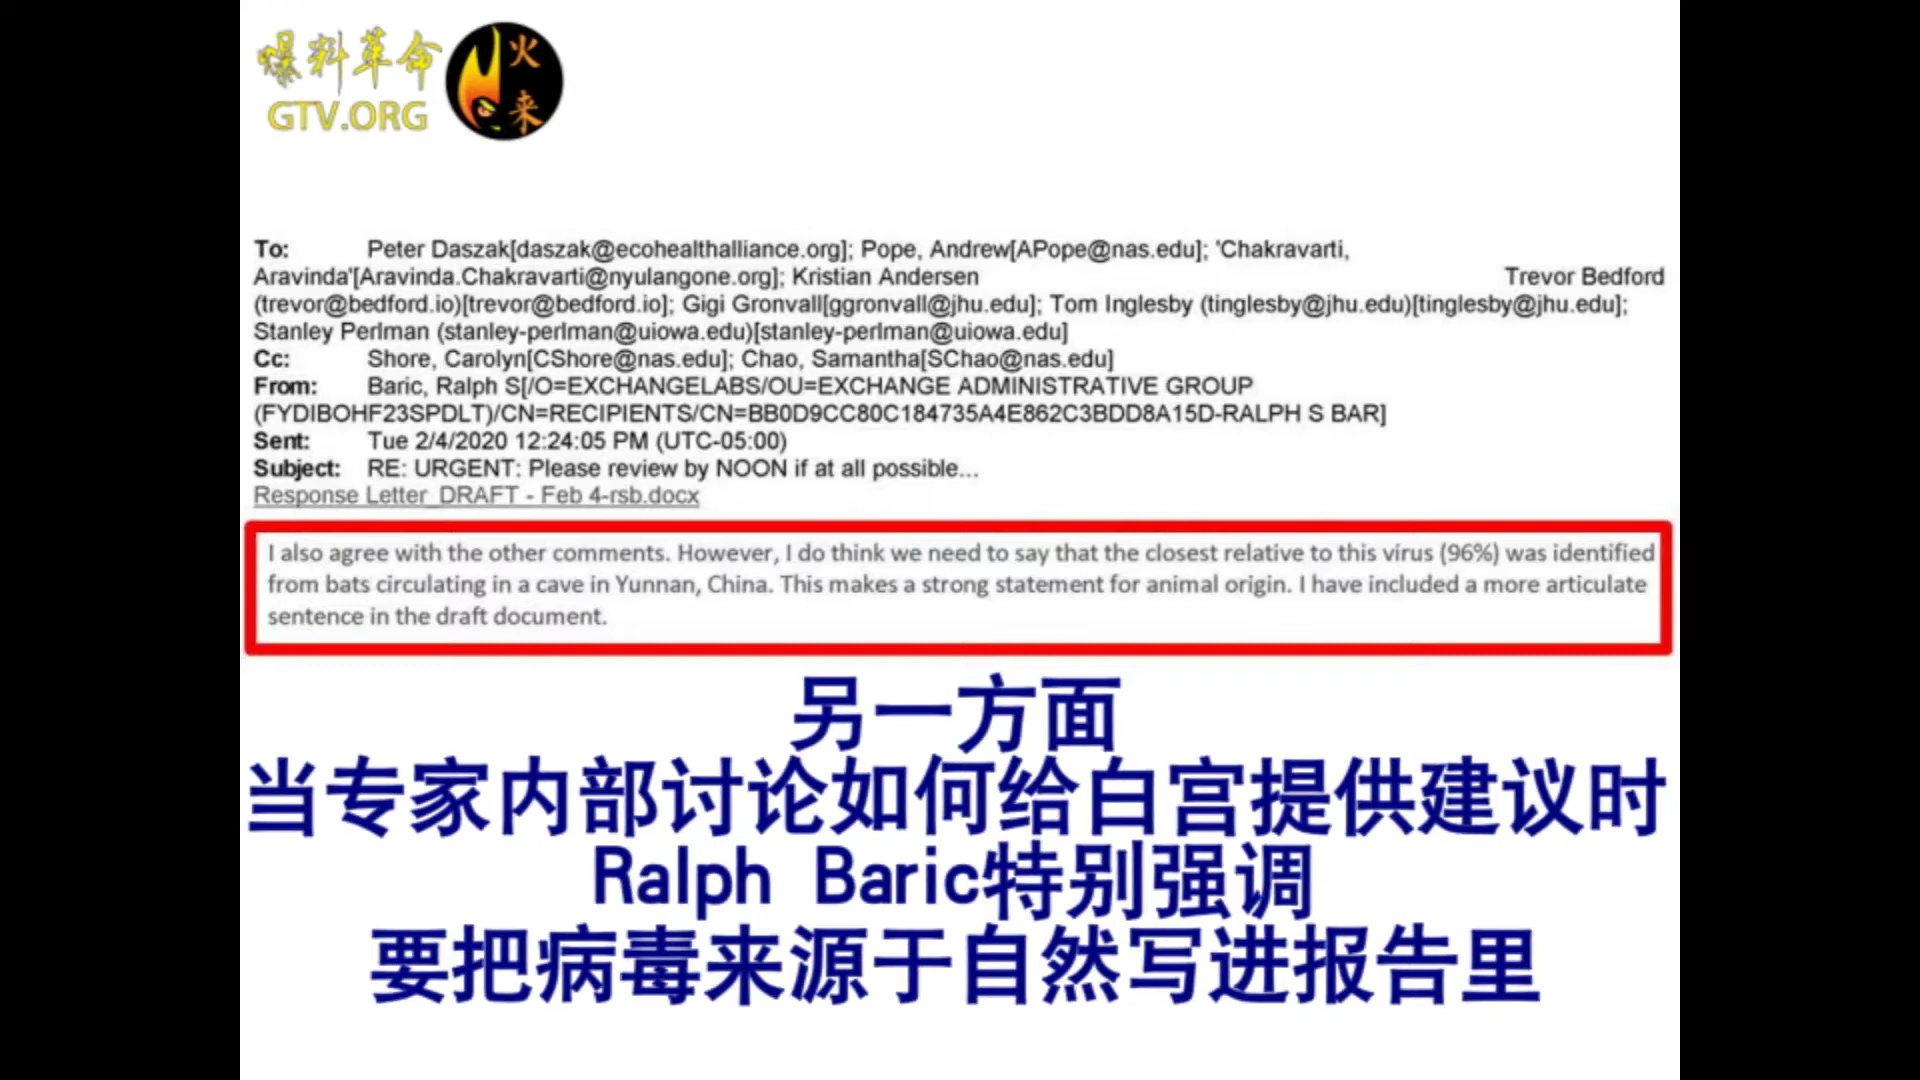 爆料革命
GTV.ORG
火来
To: Peter Daszak[daszak@ecohealthalliance.org]; Pope, Andrew[APope@nas.edu]; 'Chakravarti,
Aravinda'[Aravinda.Chakravarti@nyulangone.org]; Kristian Andersen Trevor Bedford
(trevor@bedford.io)[trevor@bedford.io]; Gigi Gronvall[ggronvall@jhu.edu]; Tom Inglesby (tinglesby@jhu.edu)[tinglesby@jhu.edu];
Stanley Perlman (stanley-perlman@uiowa.edu)[stanley-perlman@uiowa.edu]
Cc: Shore, Carolyn[CShore@nas.edu]; Chao, Samantha[SChao@nas.edu]
From: Baric, Ralph S[/O=EXCHANGELABS/OU=EXCHANGE ADMINISTRATIVE GROUP
(FYDIBOHF23SPDLT)/CN=RECIPIENTS/CN=BB0D9CC80C184735A4E862C3BDD8A15D-RALPH S BAR]
Sent: Tue 2/4/2020 12:24:05 PM (UTC-05:00)
Subject: RE: URGENT: Please review by NOON if at all possible...
Response Letter_DRAFT - Feb 4-rsb.docx
I also agree with the other comments. However, I do think we need to say that the closest relative to this virus (96%) was identified
from bats circulating in a cave in Yunnan, China. This makes a strong statement for animal origin. I have included a more articulate
sentence in the draft document.
另一方面
当专家内部讨论如何给白宫提供建议时
Ralph Baric特别强调
要把病毒来源于自然写进报告里